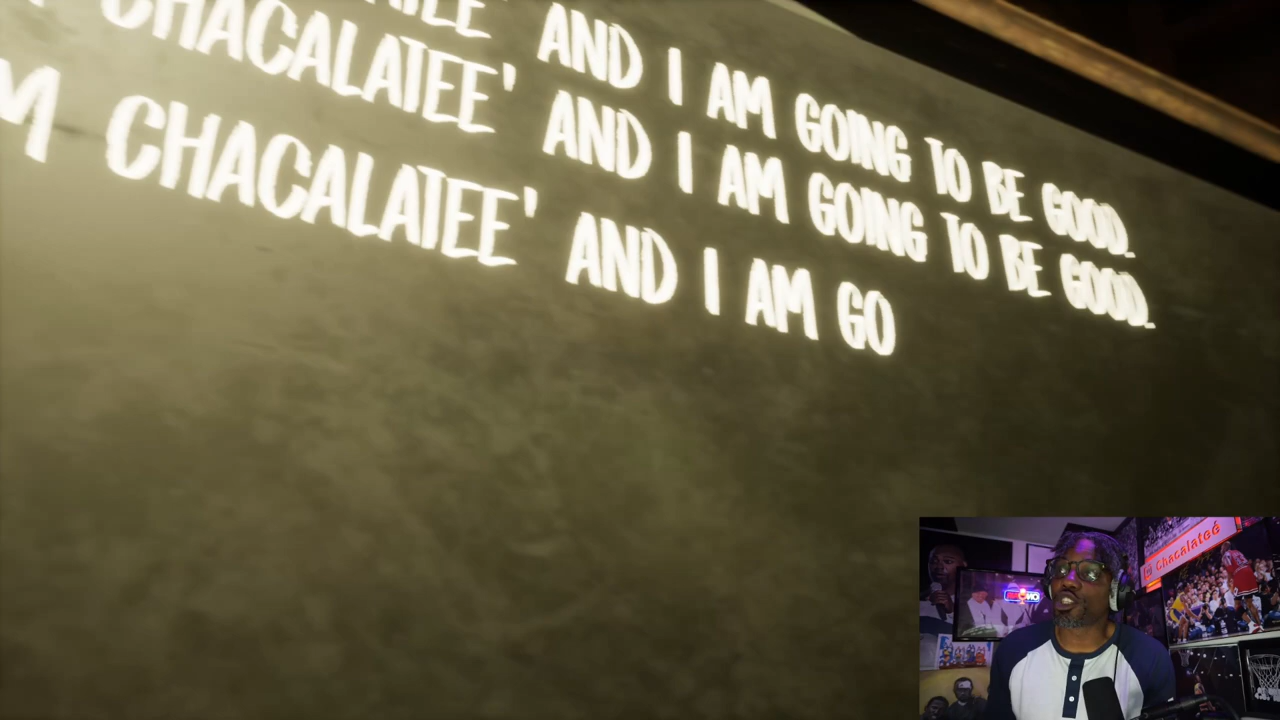 AND I AM GOING TO BE GOOD.
CHACALATEE' AND I AM GOING TO BE GOOD.
M CHACALATEE' AND I AM GO
Chacalateé